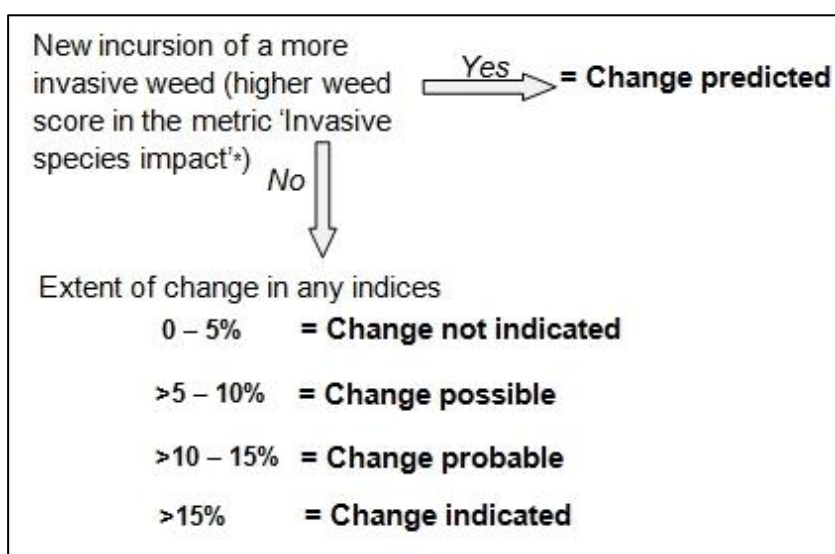 New incursion of a more
invasive weed (higher weed
score in the metric ‘Invasive
species impact’*)
Yes
= Change predicted
No
Extent of change in any indices
0 – 5% = Change not indicated
>5 – 10% = Change possible
>10 – 15% = Change probable
>15% = Change indicated